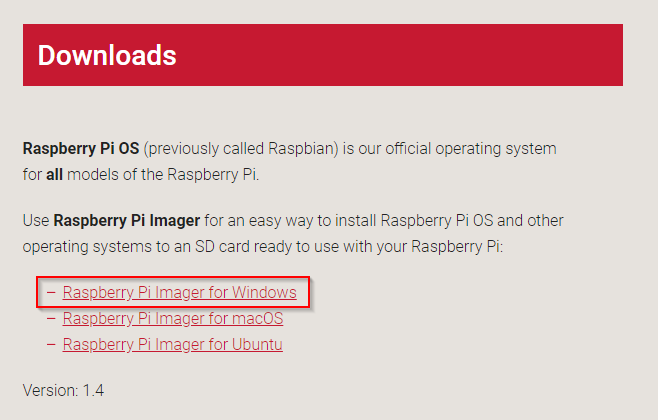 Downloads
Raspberry Pi OS (previously called Raspbian) is our official operating system
for all models of the Raspberry Pi.
Use Raspberry Pi Imager for an easy way to install Raspberry Pi OS and other
operating systems to an SD card ready to use with your Raspberry Pi:
– Raspberry Pi Imager for Windows
– Raspberry Pi Imager for macOS
– Raspberry Pi Imager for Ubuntu
Version: 1.4